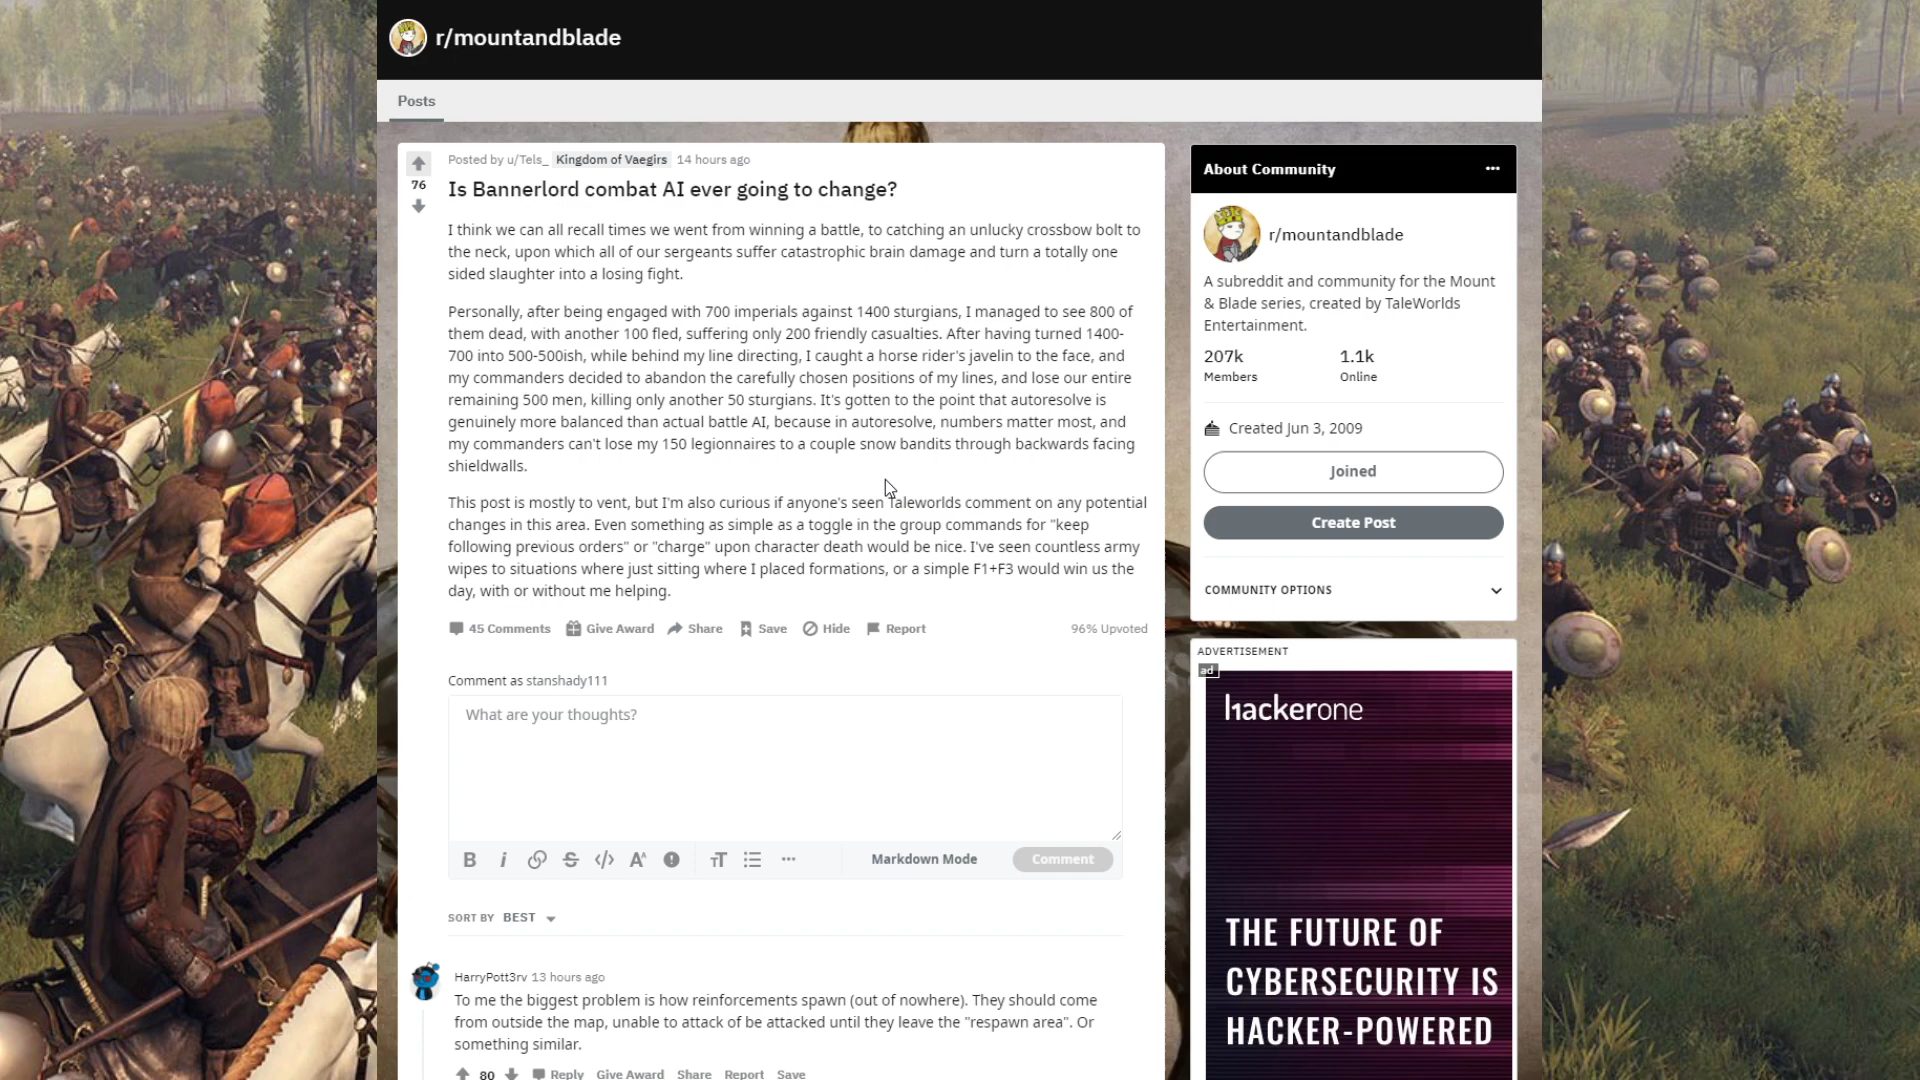 r/mountandblade
Posts
Posted by u/Tels_ Kingdom of Vaegirs 14 hours ago
76
Is Bannerlord combat AI ever going to change?
I think we can all recall times we went from winning a battle, to catching an unlucky crossbow bolt to
the neck, upon which all of our sergeants suffer catastrophic brain damage and turn a totally one
sided slaughter into a losing fight.
Personally, after being engaged with 700 imperials against 1400 sturgians, I managed to see 800 of
them dead, with another 100 fled, suffering only 200 friendly casualties. After having turned 1400-
700 into 500-500ish, while behind my line directing, I caught a horse rider's javelin to the face, and
my commanders decided to abandon the carefully chosen positions of my lines, and lose our entire
remaining 500 men, killing only another 50 sturgians. It's gotten to the point that autoresolve is
genuinely more balanced than actual battle AI, because in autoresolve, numbers matter most, and
my commanders can't lose my 150 legionnaires to a couple snow bandits through backwards facing
shieldwalls.
This post is mostly to vent, but I'm also curious if anyone's seen Taleworlds comment on any potential
changes in this area. Even something as simple as a toggle in the group commands for "keep
following previous orders" or "charge" upon character death would be nice. I've seen countless army
wipes to situations where just sitting where I placed formations, or a simple F1+F3 would win us the
day, with or without me helping.
45 Comments Give Award Share Save Hide Report 96% Upvoted
Comment as stanshady111
What are your thoughts?
B i S </> A T
Markdown Mode Comment
SORT BY BEST
HarryPott3rv 13 hours ago
To me the biggest problem is how reinforcements spawn (out of nowhere). They should come
from outside the map, unable to attack of be attacked until they leave the "respawn area". Or
something similar.
80 Reply Give Award Share Report Save
About Community
r/mountandblade
A subreddit and community for the Mount
& Blade series, created by TaleWorlds
Entertainment.
207k 1.1k
Members Online
Created Jun 3, 2009
Joined
Create Post
COMMUNITY OPTIONS
ADVERTISEMENT
ad
hackerone
THE FUTURE OF
CYBERSECURITY IS
HACKER-POWERED